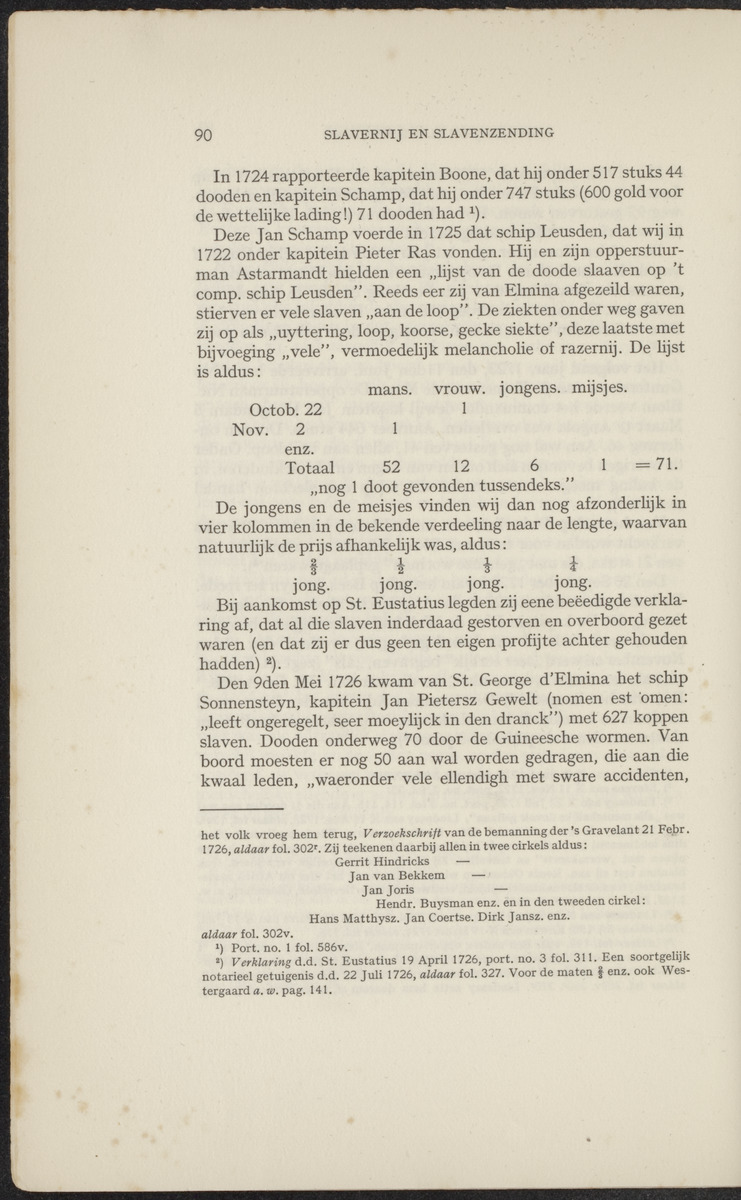 90 SLAVERNIJ EN SLAVENZENDING
In 1724 rapporteerde kapitein Boone, dat hij onder 517 stuks 44
dooden en kapitein Schamp, dat hij onder 747 stuks (600 gold voor
de wettelijke lading!) 71 dooden had ¹).
Deze Jan Schamp voerde in 1725 dat schip Leusden, dat wij in
1722 onder kapitein Pieter Ras vonden. Hij en zijn opperstuur-
man Astarmandt hielden een „lijst van de doode slaaven op 't
comp. schip Leusden”. Reeds eer zij van Elmina afgezeild waren,
stierven er vele slaven „aan de loop”. De ziekten onder weg gaven
zij op als „uyttering, loop, koorse, gecke siekte”, deze laatste met
bijvoeging „vele”, vermoedelijk melancholie of razernij. De lijst
is aldus:
mans. vrouw. jongens. mijsjes.
Octob. 22 1
Nov. 2 1
enz.
Totaal 52 12 6 1 = 71.
„nog 1 doot gevonden tussendeks.”
De jongens en de meisjes vinden wij dan nog afzonderlijk in
vier kolommen in de bekende verdeeling naar de lengte, waarvan
natuurlijk de prijs afhankelijk was, aldus:
⅔ ½ ⅓ ¼
jong. jong. jong. jong.
Bij aankomst op St. Eustatius legden zij eene beëedigde verkla-
ring af, dat al die slaven inderdaad gestorven en overboord gezet
waren (en dat zij er dus geen ten eigen profijte achter gehouden
hadden) ²).
Den 9den Mei 1726 kwam van St. George d'Elmina het schip
Sonnensteyn, kapitein Jan Pietersz Gewelt (nomen est omen:
„leeft ongeregelt, seer moeylijck in den dranck”) met 627 koppen
slaven. Dooden onderweg 70 door de Guineesche wormen. Van
boord moesten er nog 50 aan wal worden gedragen, die aan die
kwaal leden, „waeronder vele ellendigh met sware accidenten,
het volk vroeg hem terug, Verzoekschrift van de bemanning der 's Gravelant 21 Febr.
1726, aldaar fol. 302ʳ. Zij teekenen daarbij allen in twee cirkels aldus:
Gerrit Hindricks —
Jan van Bekkem —
Jan Joris —
Hendr. Buysman enz. en in den tweeden cirkel:
Hans Matthysz. Jan Coertse. Dirk Jansz. enz.
aldaar fol. 302v.
¹) Port. no. 1 fol. 586v.
²) Verklaring d.d. St. Eustatius 19 April 1726, port. no. 3 fol. 311. Een soortgelijk
notarieel getuigenis d.d. 22 Juli 1726, aldaar fol. 327. Voor de maten ⅔ enz. ook Wes-
tergaard a. w. pag. 141.